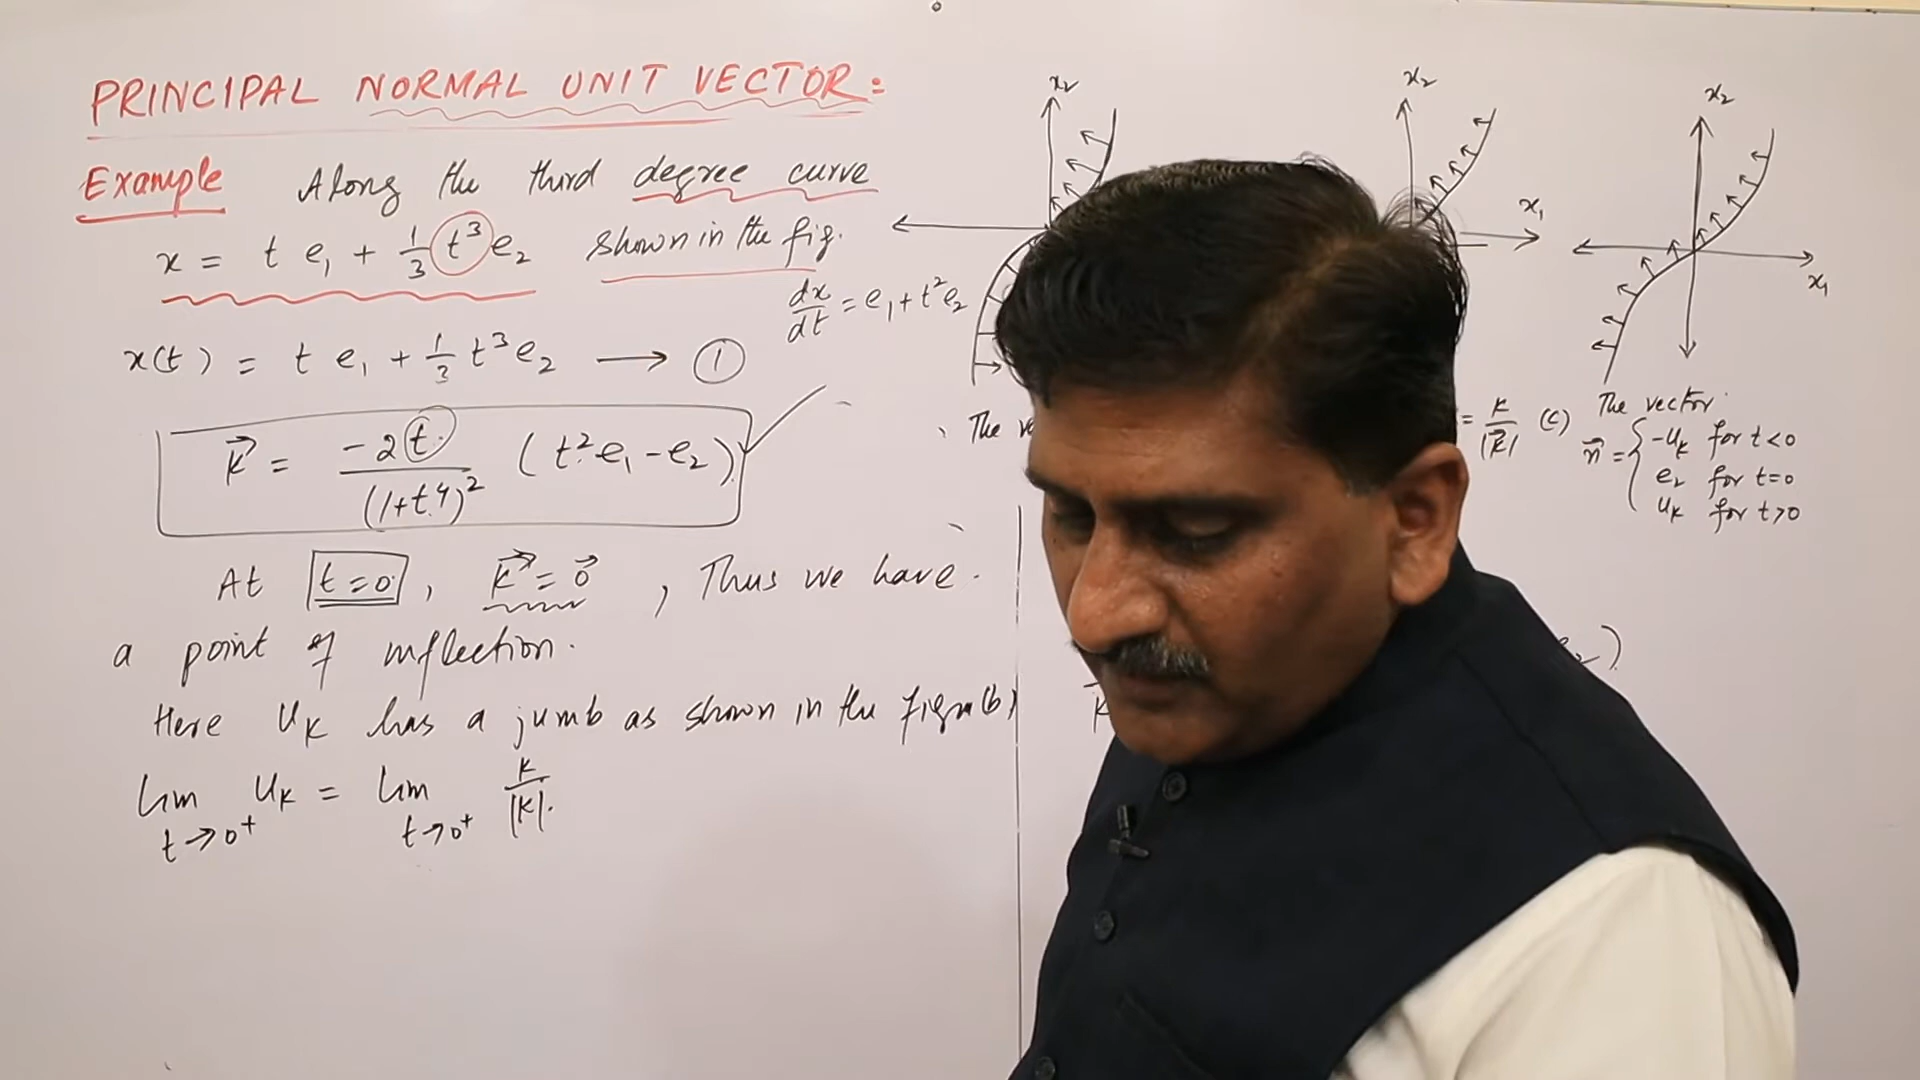 PRINCIPAL NORMAL UNIT VECTOR:
Example Along the third degree curve
x = t e₁ + 1/3 t³ e₂ shown in the fig.
dx/dt = e₁ + t² e₂
x(t) = t e₁ + 1/3 t³ e₂ → ①
k⃗ = -2t/(1+t⁴)² (t² e₁ - e₂)
At t=0, k⃗ = 0⃗, Thus we have
a point of inflection.
Here Uₖ has a jumb as shown in the (b)
lim t→0⁺ Uₖ = lim t→0⁺ k/|k|.
x₂
The
x₂
x₁
= k/|k⃗|
x₂
x₁
(c) The vector
n⃗ = { -Uₖ for t<0
e₂ for t=0
Uₖ for t>0